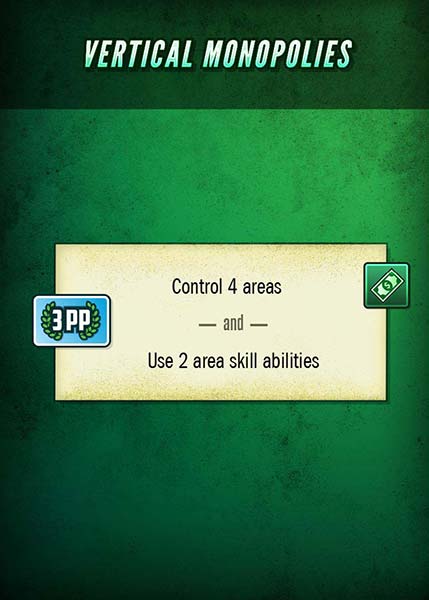 VERTICAL MONOPOLIES
Control 4 areas
— and —
3 PP
Use 2 area skill abilities